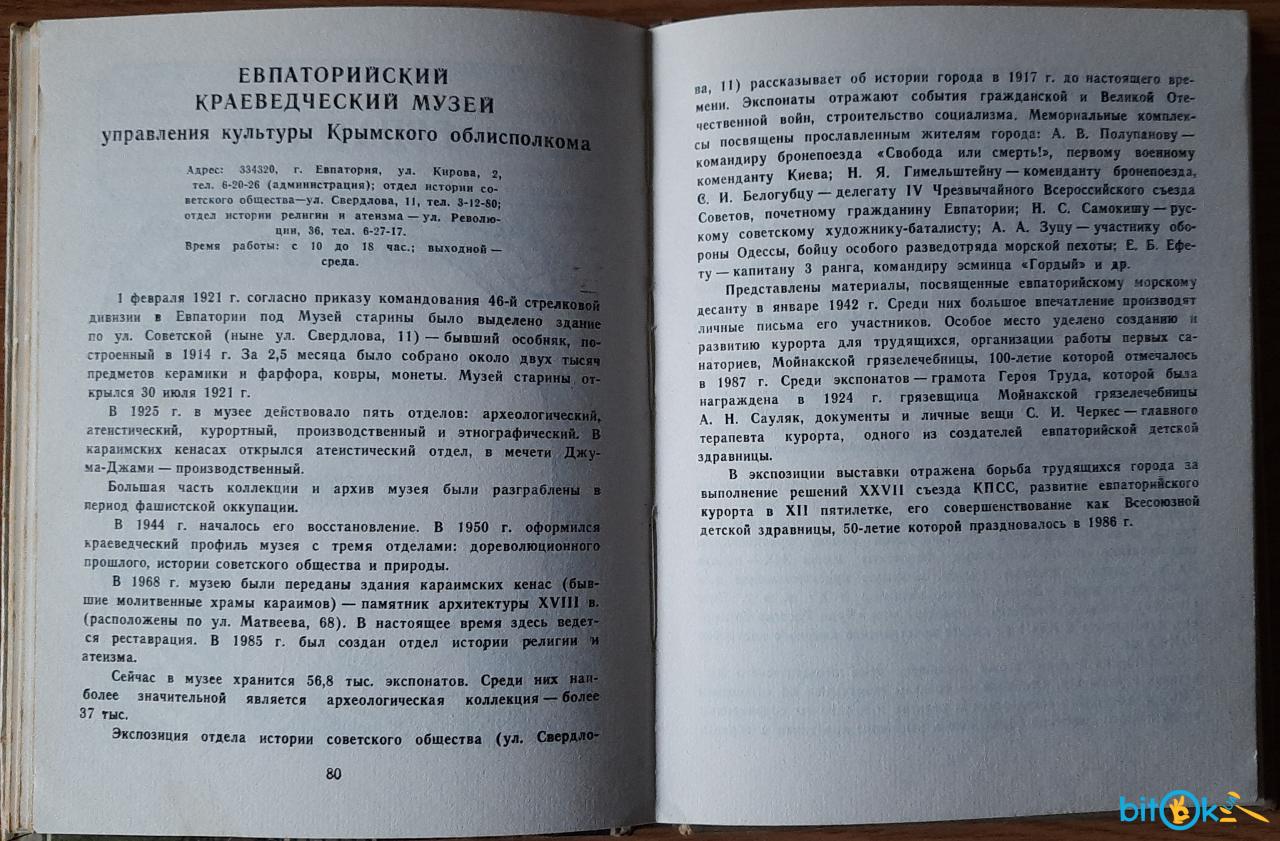 ЕВПАТОРИЙСКИЙ
КРАЕВЕДЧЕСКИЙ МУЗЕЙ
управления культуры Крымского облисполкома
Адрес: 334320, г. Евпатория, ул. Кирова, 2,
тел. 6-20-26 (администрация); отдел истории со-
ветского общества—ул. Свердлова, 11, тел. 3-12-80;
отдел истории религии и атеизма — ул. Револю-
ции, 36, тел. 6-27-17.
Время работы: с 10 до 18 час.; выходной —
среда.
1 февраля 1921 г. согласно приказу командования 46-й стрелковой
дивизии в Евпатории под Музей старины было выделено здание
по ул. Советской (ныне ул. Свердлова, 11) — бывший особняк, по-
строенный в 1914 г. За 2,5 месяца было собрано около двух тысяч
предметов керамики и фарфора, ковры, монеты. Музей старины от-
крылся 30 июля 1921 г.
В 1925 г. в музее действовало пять отделов: археологический,
атеистический, курортный, производственный и этнографический. В
караимских кенасах открылся атеистический отдел, в мечети Джу-
ма-Джами — производственный.
Большая часть коллекции и архив музея были разграблены в
период фашистской оккупации.
В 1944 г. началось его восстановление. В 1950 г. оформился
краеведческий профиль музея с тремя отделами: дореволюционного
прошлого, истории советского общества и природы.
В 1968 г. музею были переданы здания караимских кенас (быв-
шие молитвенные храмы караимов) — памятник архитектуры XVIII в.
(расположены по ул. Матвеева, 68). В настоящее время здесь ведет-
ся реставрация. В 1985 г. был создан отдел истории религии и
атеизма.
Сейчас в музее хранится 56,8 тыс. экспонатов. Среди них наи-
более значительной является археологическая коллекция — более
37 тыс.
Экспозиция отдела истории советского общества (ул. Свердло-
80
ва, 11) рассказывает об истории города в 1917 г. до настоящего вре-
мени. Экспонаты отражают события гражданской и Великой Оте-
чественной войн, строительство социализма. Мемориальные комплек-
сы посвящены прославленным жителям города: А. В. Полупанову —
командиру бронепоезда «Свобода или смерть!», первому военному
коменданту Киева; Н. Я. Гимельштейну — коменданту бронепоезда,
С. И. Белогубцу — делегату IV Чрезвычайного Всероссийского съезда
Советов, почетному гражданину Евпатории; Н. С. Самокишу — рус-
скому советскому художнику-баталисту; А. А. Зуцу — участнику обо-
роны Одессы, бойцу особого разведотряда морской пехоты; Е. Б. Ефе-
ту — капитану 3 ранга, командиру эсминца «Гордый» и др.
Представлены материалы, посвященные евпаторийскому морскому
десанту в январе 1942 г. Среди них большое впечатление производят
личные письма его участников. Особое место уделено созданию и
развитию курорта для трудящихся, организации работы первых са-
наториев, Мойнакской грязелечебницы, 100-летие которой отмечалось
в 1987 г. Среди экспонатов — грамота Героя Труда, которой была
награждена в 1924 г. грязевщица Мойнакской грязелечебницы
А. Н. Сауляк, документы и личные вещи С. И. Черкес — главного
терапевта курорта, одного из создателей евпаторийской детской
здравницы.
В экспозиции выставки отражена борьба трудящихся города за
выполнение решений XXVII съезда КПСС, развитие евпаторийского
курорта в XII пятилетке, его совершенствование как Всесоюзной
детской здравницы, 50-летие которой праздновалось в 1986 г.
bitOk